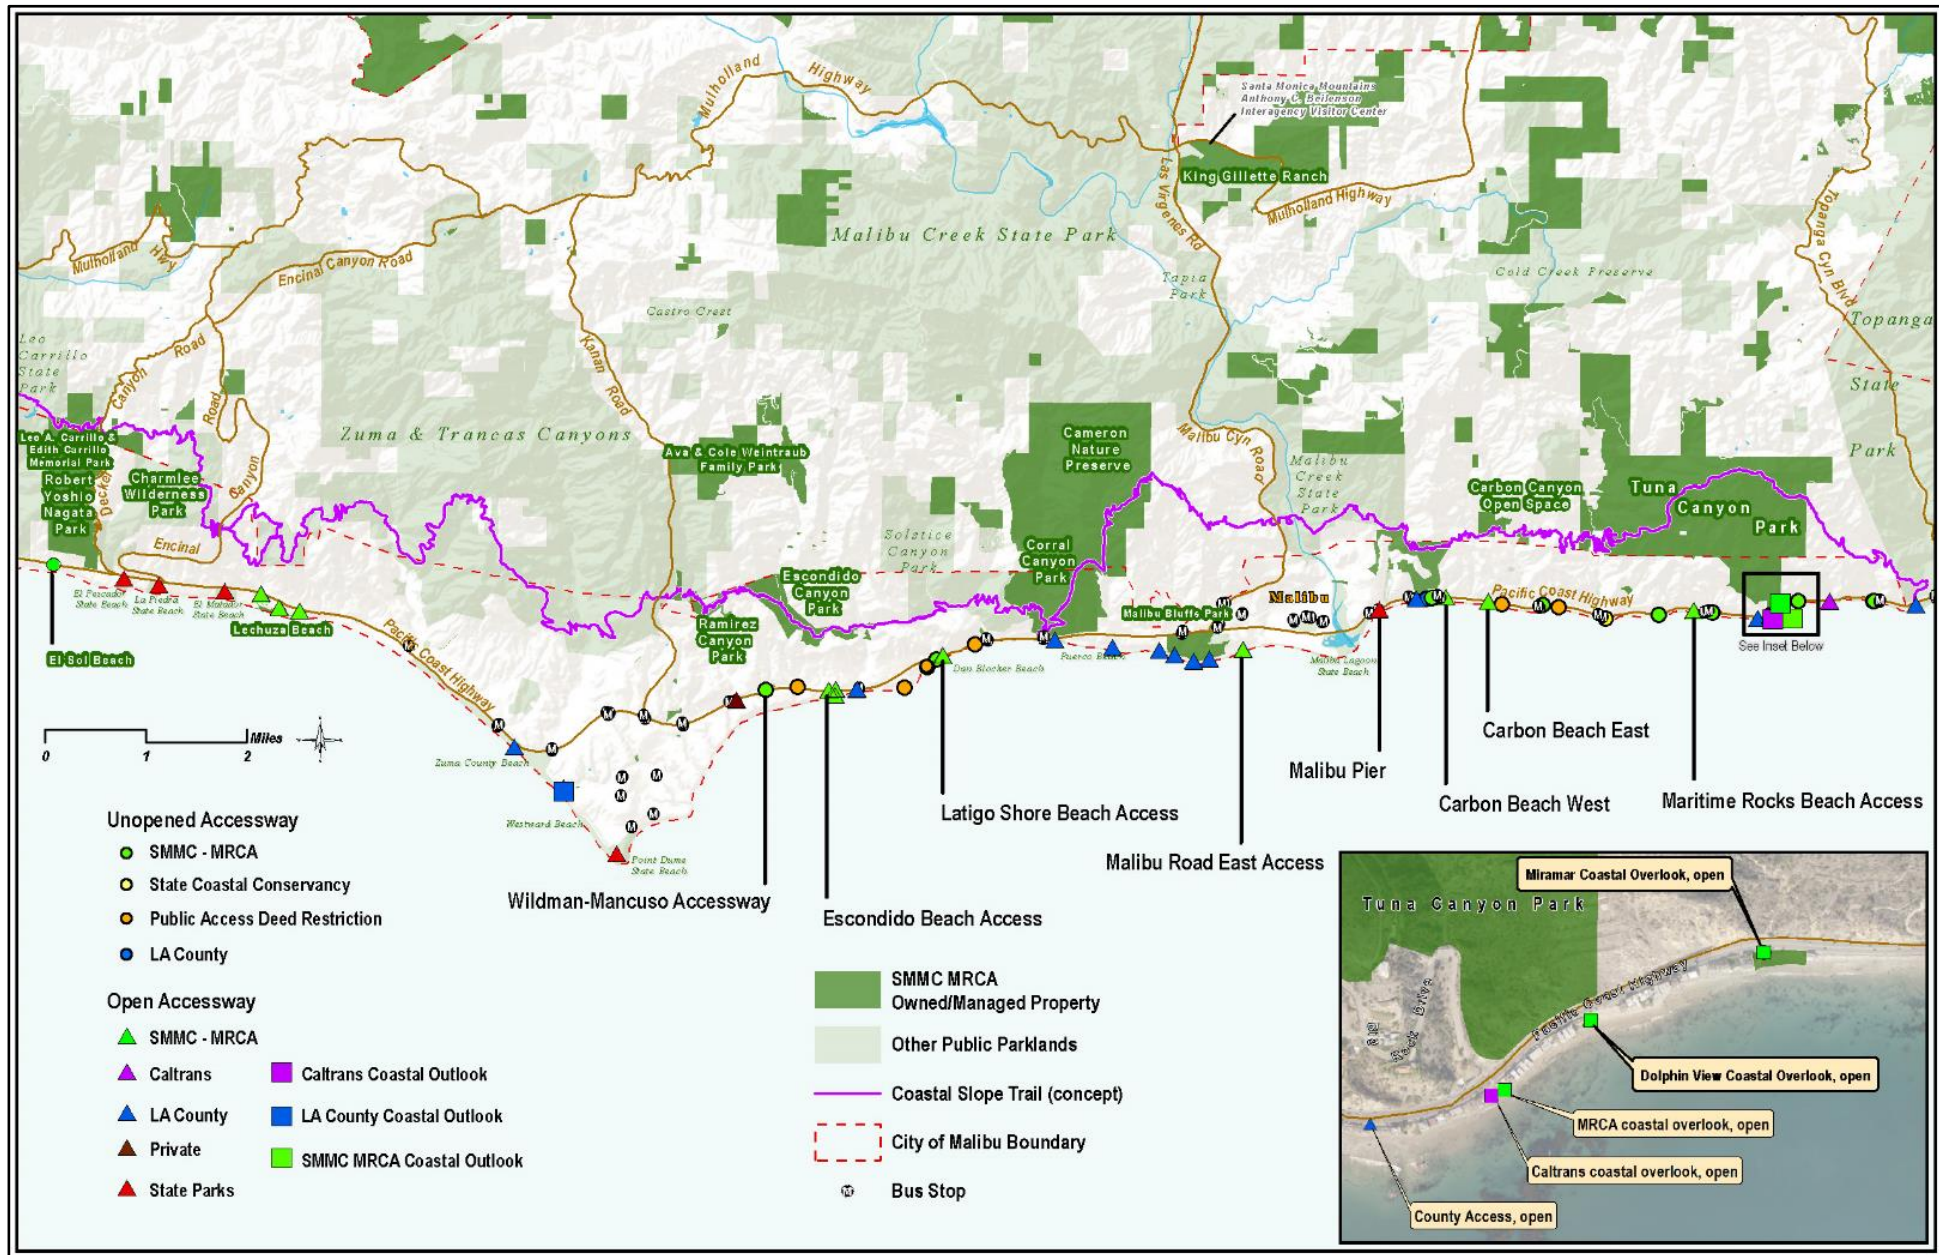 Mulholland
Highway
Santa Monica Mountains
Anthony C. Beilenson
Interagency Visitor Center
King Gillette Ranch
Las Virgenes Rd
Mulholland Highway
Topanga Cyn Blvd
Mulholland
Hwy
Encinal Canyon Road
Malibu Creek State Park
Tapia
Park
Cold Creek Preserve
Castro Crest
Topanga
State
Park
Leo
Carrillo
State
Park
Canyon
Road
Road
Kanan
Road
Zuma & Trancas Canyons
Leo A. Carrillo &
Edith Carrillo
Memorial Park
Robert
Yoshio
Nagata
Park
Decker
Charmlee
Wilderness
Park
Canyon
Encinal
Ava & Cole Weintraub
Family Park
Cameron
Nature
Preserve
Malibu Cyn
Road
Malibu
Creek
State
Park
Carbon Canyon
Open Space
Tuna
Canyon
Park
Solstice
Canyon
Park
Corral
Canyon
Park
Escondido
Canyon
Park
Ramirez
Canyon
Park
Malibu Bluffs Park
Malibu
Pacific Coast Highway
El Pescador
State Beach
La Piedra
State Beach
El Matador
State Beach
Lechuza Beach
El Sol Beach
Pacific Coast Highway
Dan Blocker Beach
Puerco Beach
Malibu Lagoon
State Beach
See Inset Below
0
1
2
Miles
Zuma County Beach
Westward Beach
Point Dume
State Beach
Wildman-Mancuso Accessway
Escondido Beach Access
Latigo Shore Beach Access
Malibu Road East Access
Malibu Pier
Carbon Beach West
Carbon Beach East
Maritime Rocks Beach Access
Unopened Accessway
SMMC - MRCA
State Coastal Conservancy
Public Access Deed Restriction
LA County
Open Accessway
SMMC - MRCA
Caltrans
LA County
Private
State Parks
Caltrans Coastal Outlook
LA County Coastal Outlook
SMMC MRCA Coastal Outlook
SMMC MRCA
Owned/Managed Property
Other Public Parklands
Coastal Slope Trail (concept)
City of Malibu Boundary
M
Bus Stop
Miramar Coastal Overlook, open
Tuna Canyon Park
Pacific Coast Highway
Big
Rock Drive
Dolphin View Coastal Overlook, open
MRCA coastal overlook, open
Caltrans coastal overlook, open
County Access, open